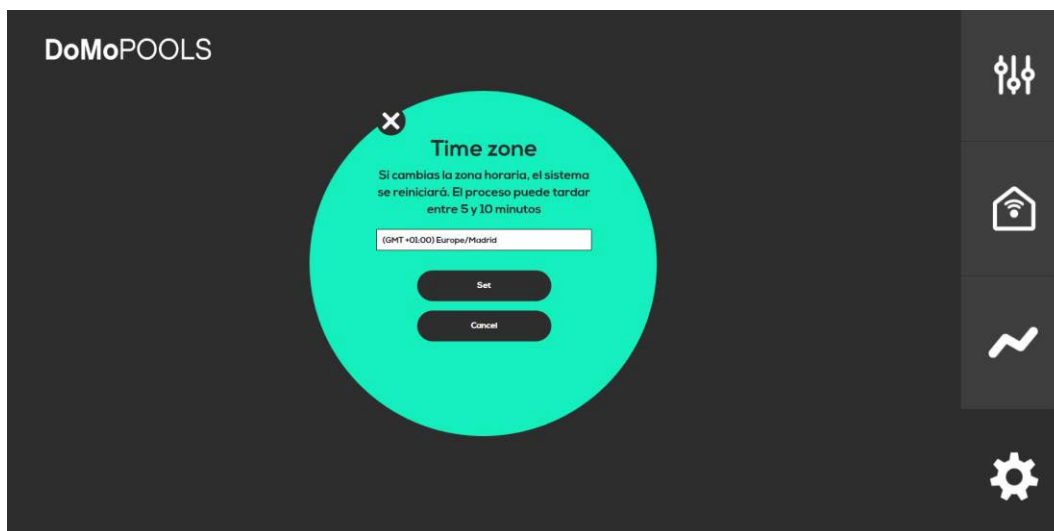 DoMoPOOLS
Time zone
Si cambias la zona horaria, el sistema
se reiniciará. El proceso puede tardar
entre 5 y 10 minutos
(GMT +01:00) Europe/Madrid
Set
Cancel